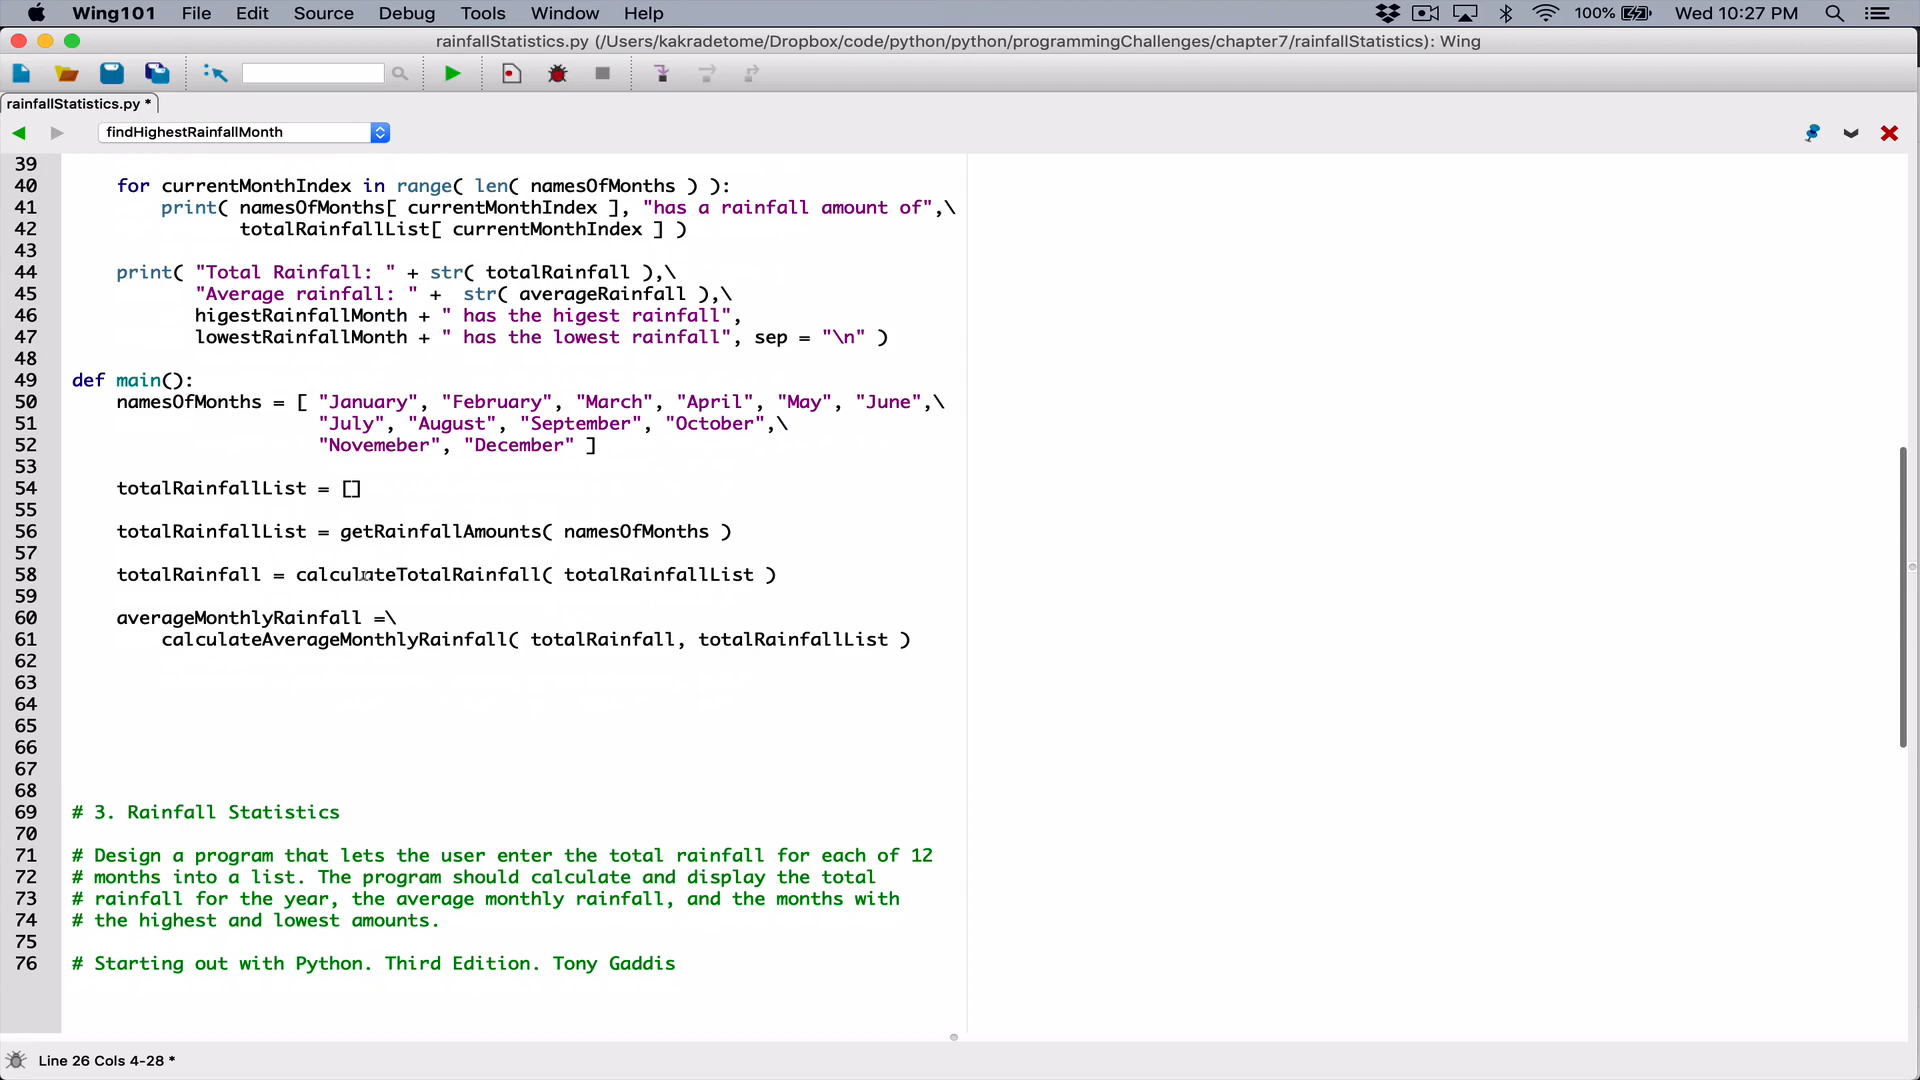 Wing101 File Edit Source Debug Tools Window Help 100% Wed 10:27 PM
rainfallStatistics.py (/Users/kakradetome/Dropbox/code/python/python/programmingChallenges/chapter7/rainfallStatistics): Wing
rainfallStatistics.py *
findHighestRainfallMonth
39
40 for currentMonthIndex in range( len( namesOfMonths ) ):
41 print( namesOfMonths[ currentMonthIndex ], "has a rainfall amount of",\
42 totalRainfallList[ currentMonthIndex ] )
43
44 print( "Total Rainfall: " + str( totalRainfall ),\
45 "Average rainfall: " +  str( averageRainfall ),\
46 higestRainfallMonth + " has the higest rainfall",
47 lowestRainfallMonth + " has the lowest rainfall", sep = "\n" )
48
49 def main():
50 namesOfMonths = [ "January", "February", "March", "April", "May", "June",\
51 "July", "August", "September", "October",\
52 "Novemeber", "December" ]
53
54 totalRainfallList = []
55
56 totalRainfallList = getRainfallAmounts( namesOfMonths )
57
58 totalRainfall = calculateTotalRainfall( totalRainfallList )
59
60 averageMonthlyRainfall =\
61 calculateAverageMonthlyRainfall( totalRainfall, totalRainfallList )
62
63
64
65
66
67
68
69 # 3. Rainfall Statistics
70
71 # Design a program that lets the user enter the total rainfall for each of 12
72 # months into a list. The program should calculate and display the total
73 # rainfall for the year, the average monthly rainfall, and the months with
74 # the highest and lowest amounts.
75
76 # Starting out with Python. Third Edition. Tony Gaddis
Line 26 Cols 4-28 *